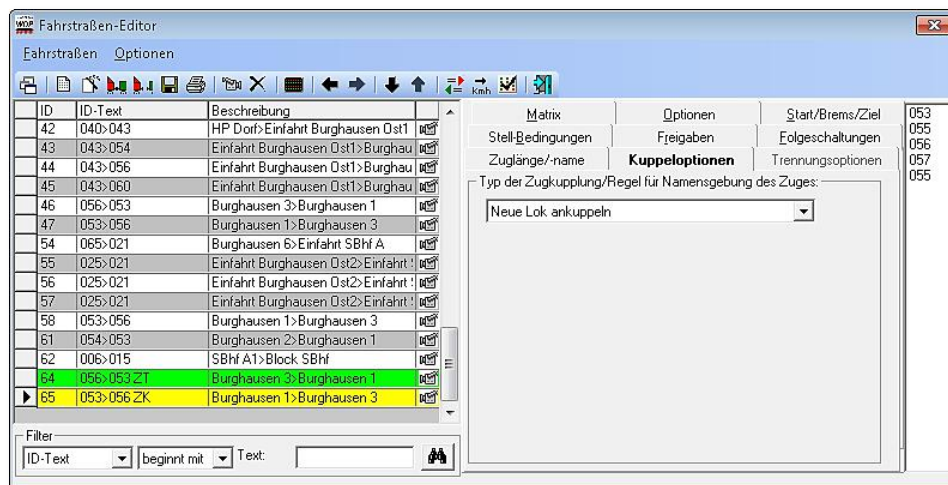 WDP Fahrstraßen-Editor
Fahrstraßen Optionen
kmh
ID ID-Text Beschreibung
42 040>043 HP Dorf>Einfahrt Burghausen Ost1
43 043>054 Einfahrt Burghausen Ost1>Burghau
44 043>056 Einfahrt Burghausen Ost1>Burghau
45 043>060 Einfahrt Burghausen Ost1>Burghau
46 056>053 Burghausen 3>Burghausen 1
47 053>056 Burghausen 1>Burghausen 3
54 065>021 Burghausen 6>Einfahrt SBhf A
55 025>021 Einfahrt Burghausen Ost2>Einfahrt
56 025>021 Einfahrt Burghausen Ost2>Einfahrt
57 025>021 Einfahrt Burghausen Ost2>Einfahrt
58 053>056 Burghausen 1>Burghausen 3
61 054>053 Burghausen 2>Burghausen 1
62 006>015 SBhf A1>Block SBhf
64 056>053 ZT Burghausen 3>Burghausen 1
65 053>056 ZK Burghausen 1>Burghausen 3
Filter
ID-Text beginnt mit Text:
Matrix Optionen Start/Brems/Ziel
Stell-Bedingungen Freigaben Folgeschaltungen
Zuglänge/-name Kuppeloptionen Trennungsoptionen
Typ der Zugkupplung/Regel für Namensgebung des Zuges:
Neue Lok ankuppeln
053
055
056
057
055